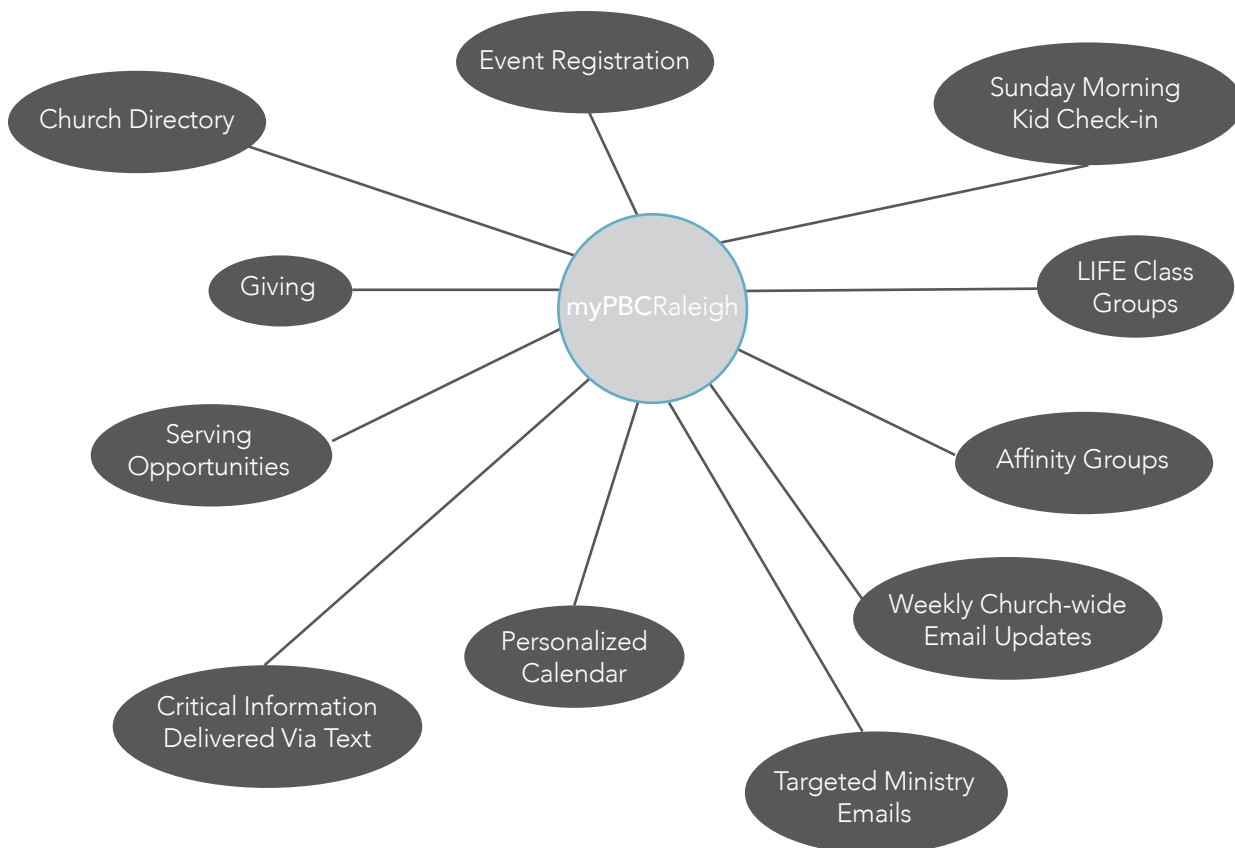 Event Registration
Sunday Morning
Kid Check-in
Church Directory
LIFE Class
Groups
Giving
myPBCRaleigh
Serving
Opportunities
Affinity Groups
Weekly Church-wide
Email Updates
Personalized
Calendar
Critical Information
Delivered Via Text
Targeted Ministry
Emails